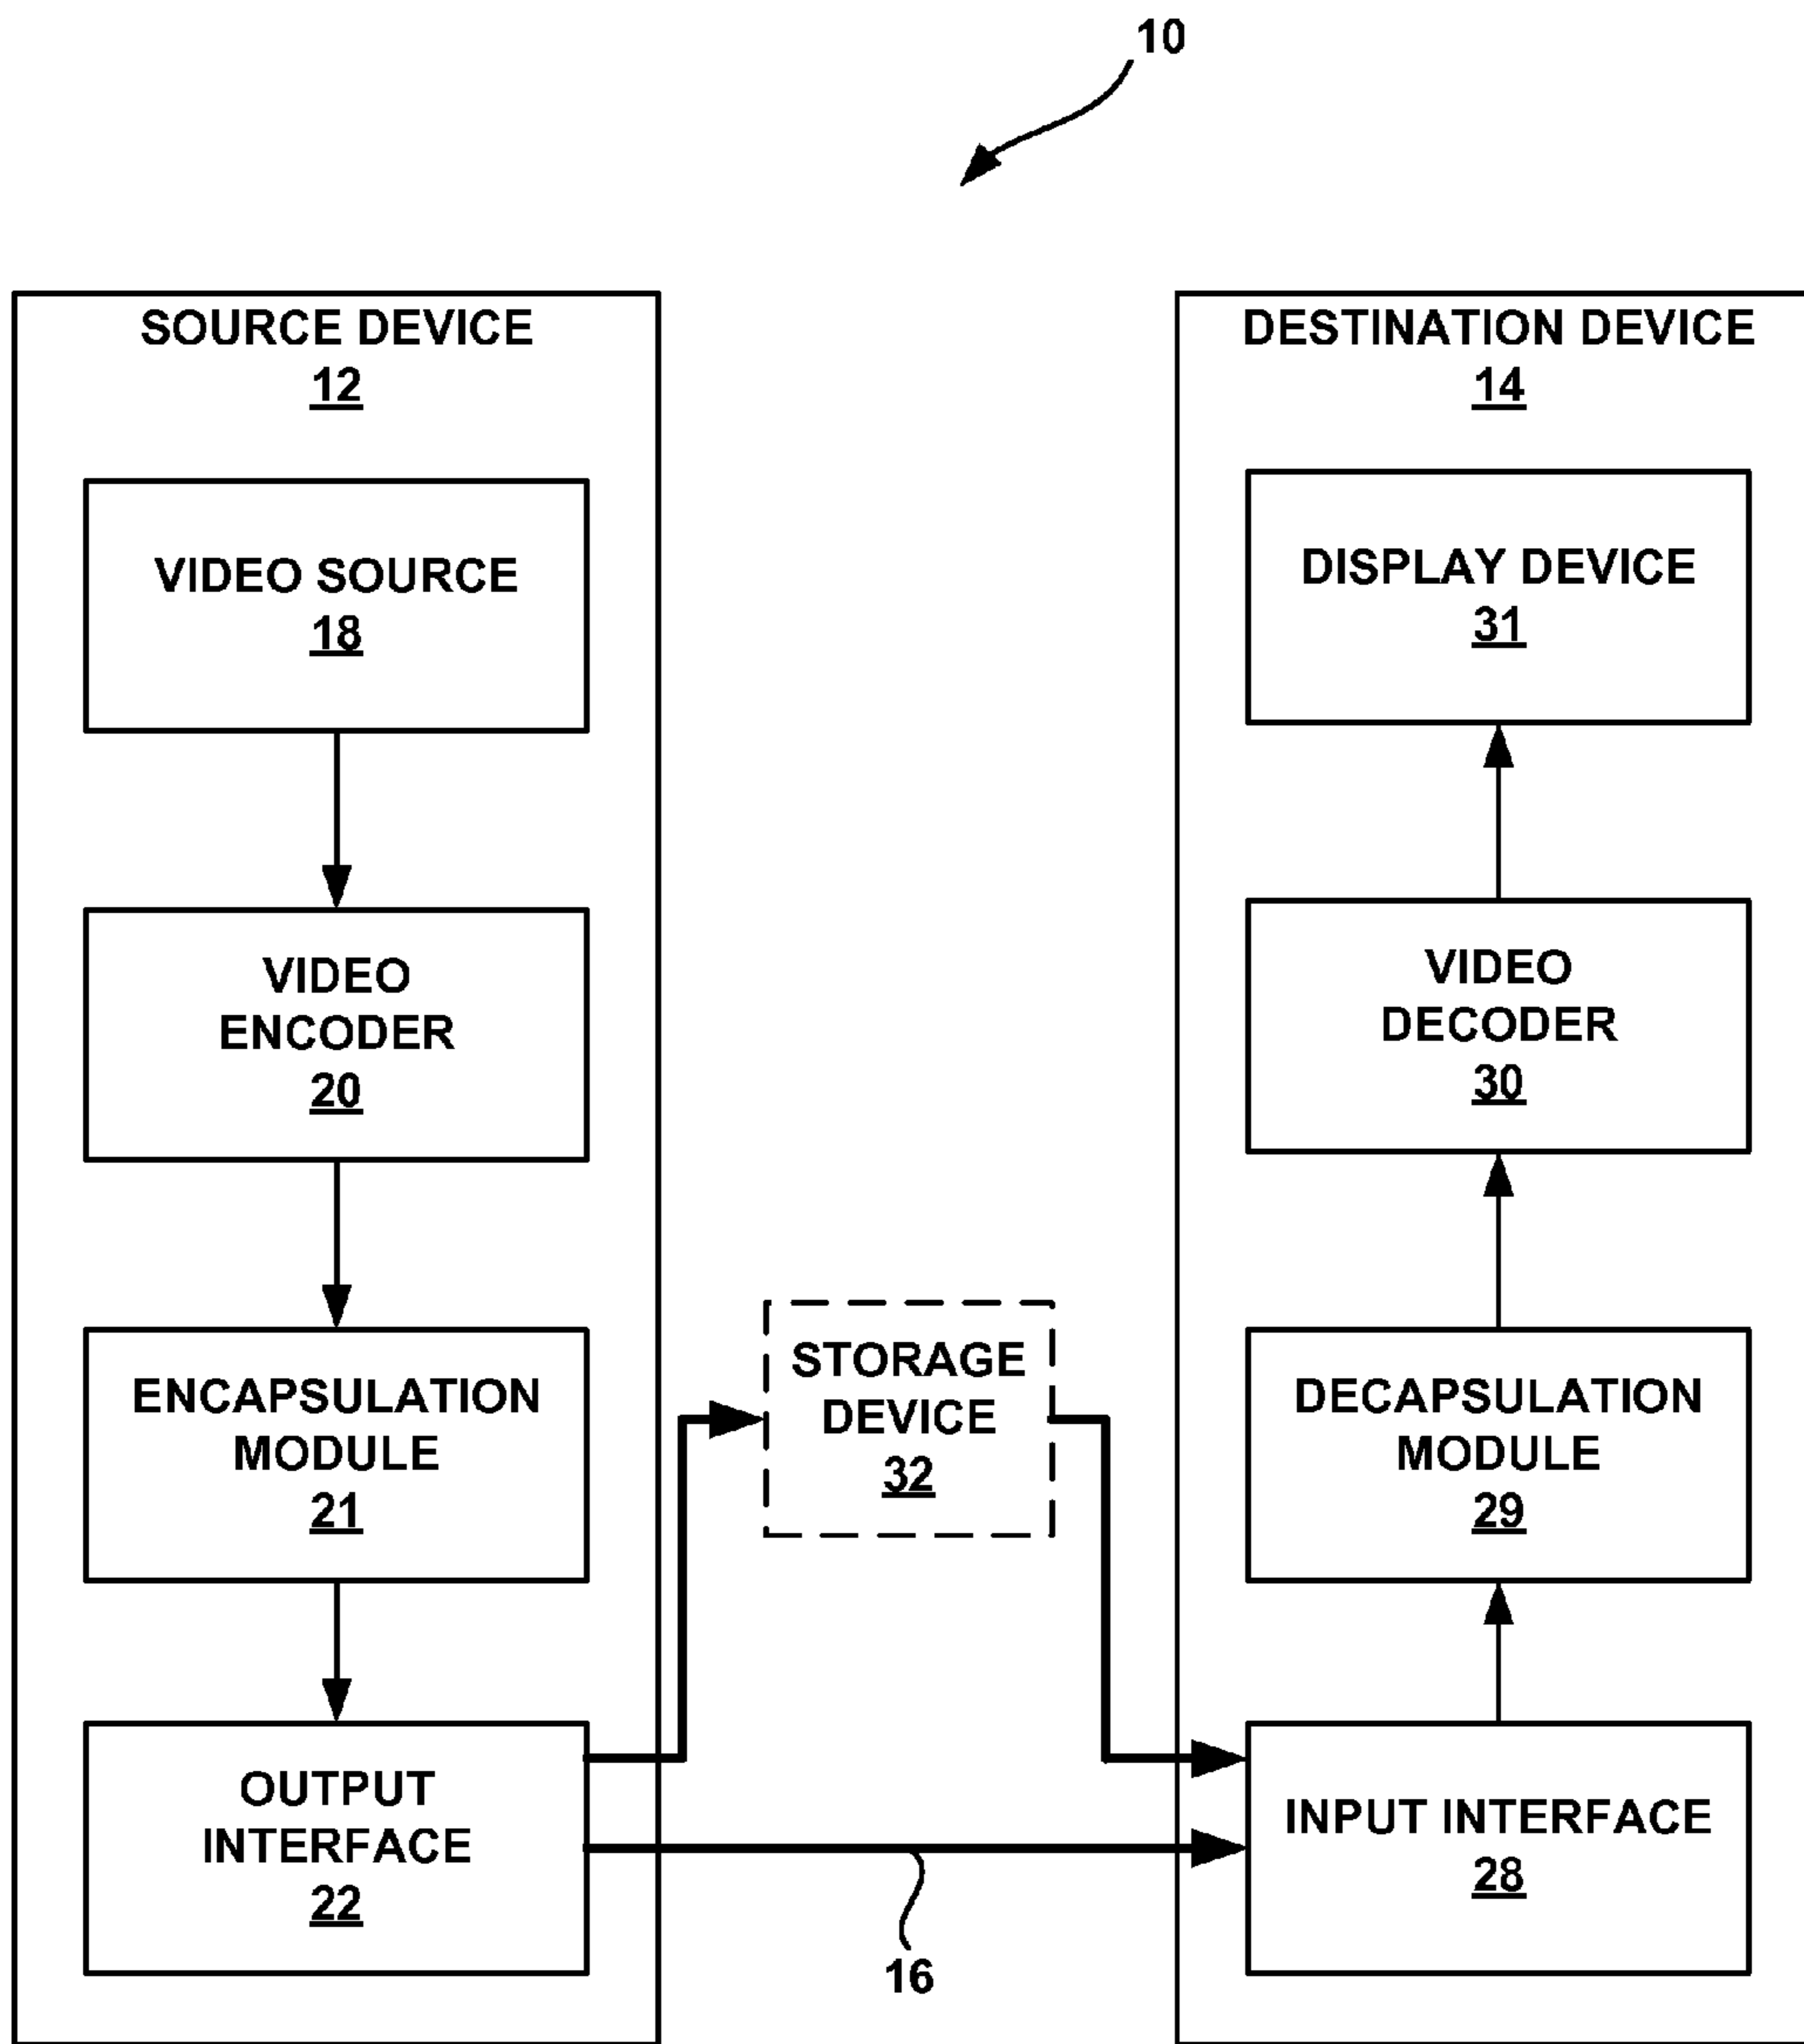 10
SOURCE DEVICE
12
VIDEO SOURCE
18
VIDEO
ENCODER
20
ENCAPSULATION
MODULE
21
OUTPUT
INTERFACE
22
STORAGE
DEVICE
32
16
DESTINATION DEVICE
14
DISPLAY DEVICE
31
VIDEO
DECODER
30
DECAPSULATION
MODULE
29
INPUT INTERFACE
28